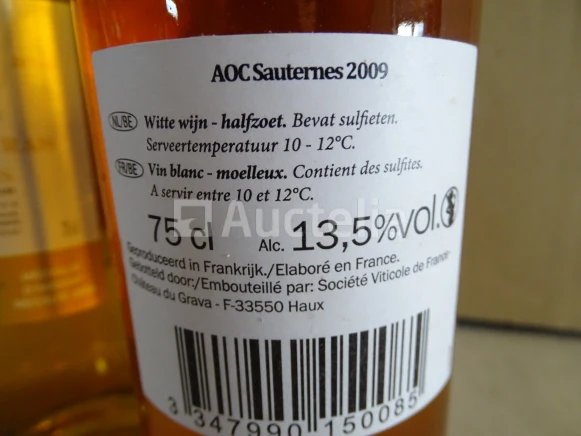 AOC Sauternes 2009
NL/BE Witte wijn - halfzoet. Bevat sulfieten.
Serveertemperatuur 10 - 12°C.
FR/BE Vin blanc - moelleux. Contient des sulfites.
A servir entre 10 et 12°C.
Auctelia
75 cl Alc. 13,5%vol.
Geproduceerd in Frankrijk./Elaboré en France.
Gebotteld door:/Embouteillé par: Société Viticole de France
Château du Grava - F-33550 Haux
3 347990 150085